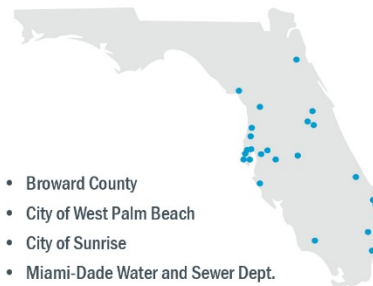 • Broward County
• City of West Palm Beach
• City of Sunrise
• Miami-Dade Water and Sewer Dept.